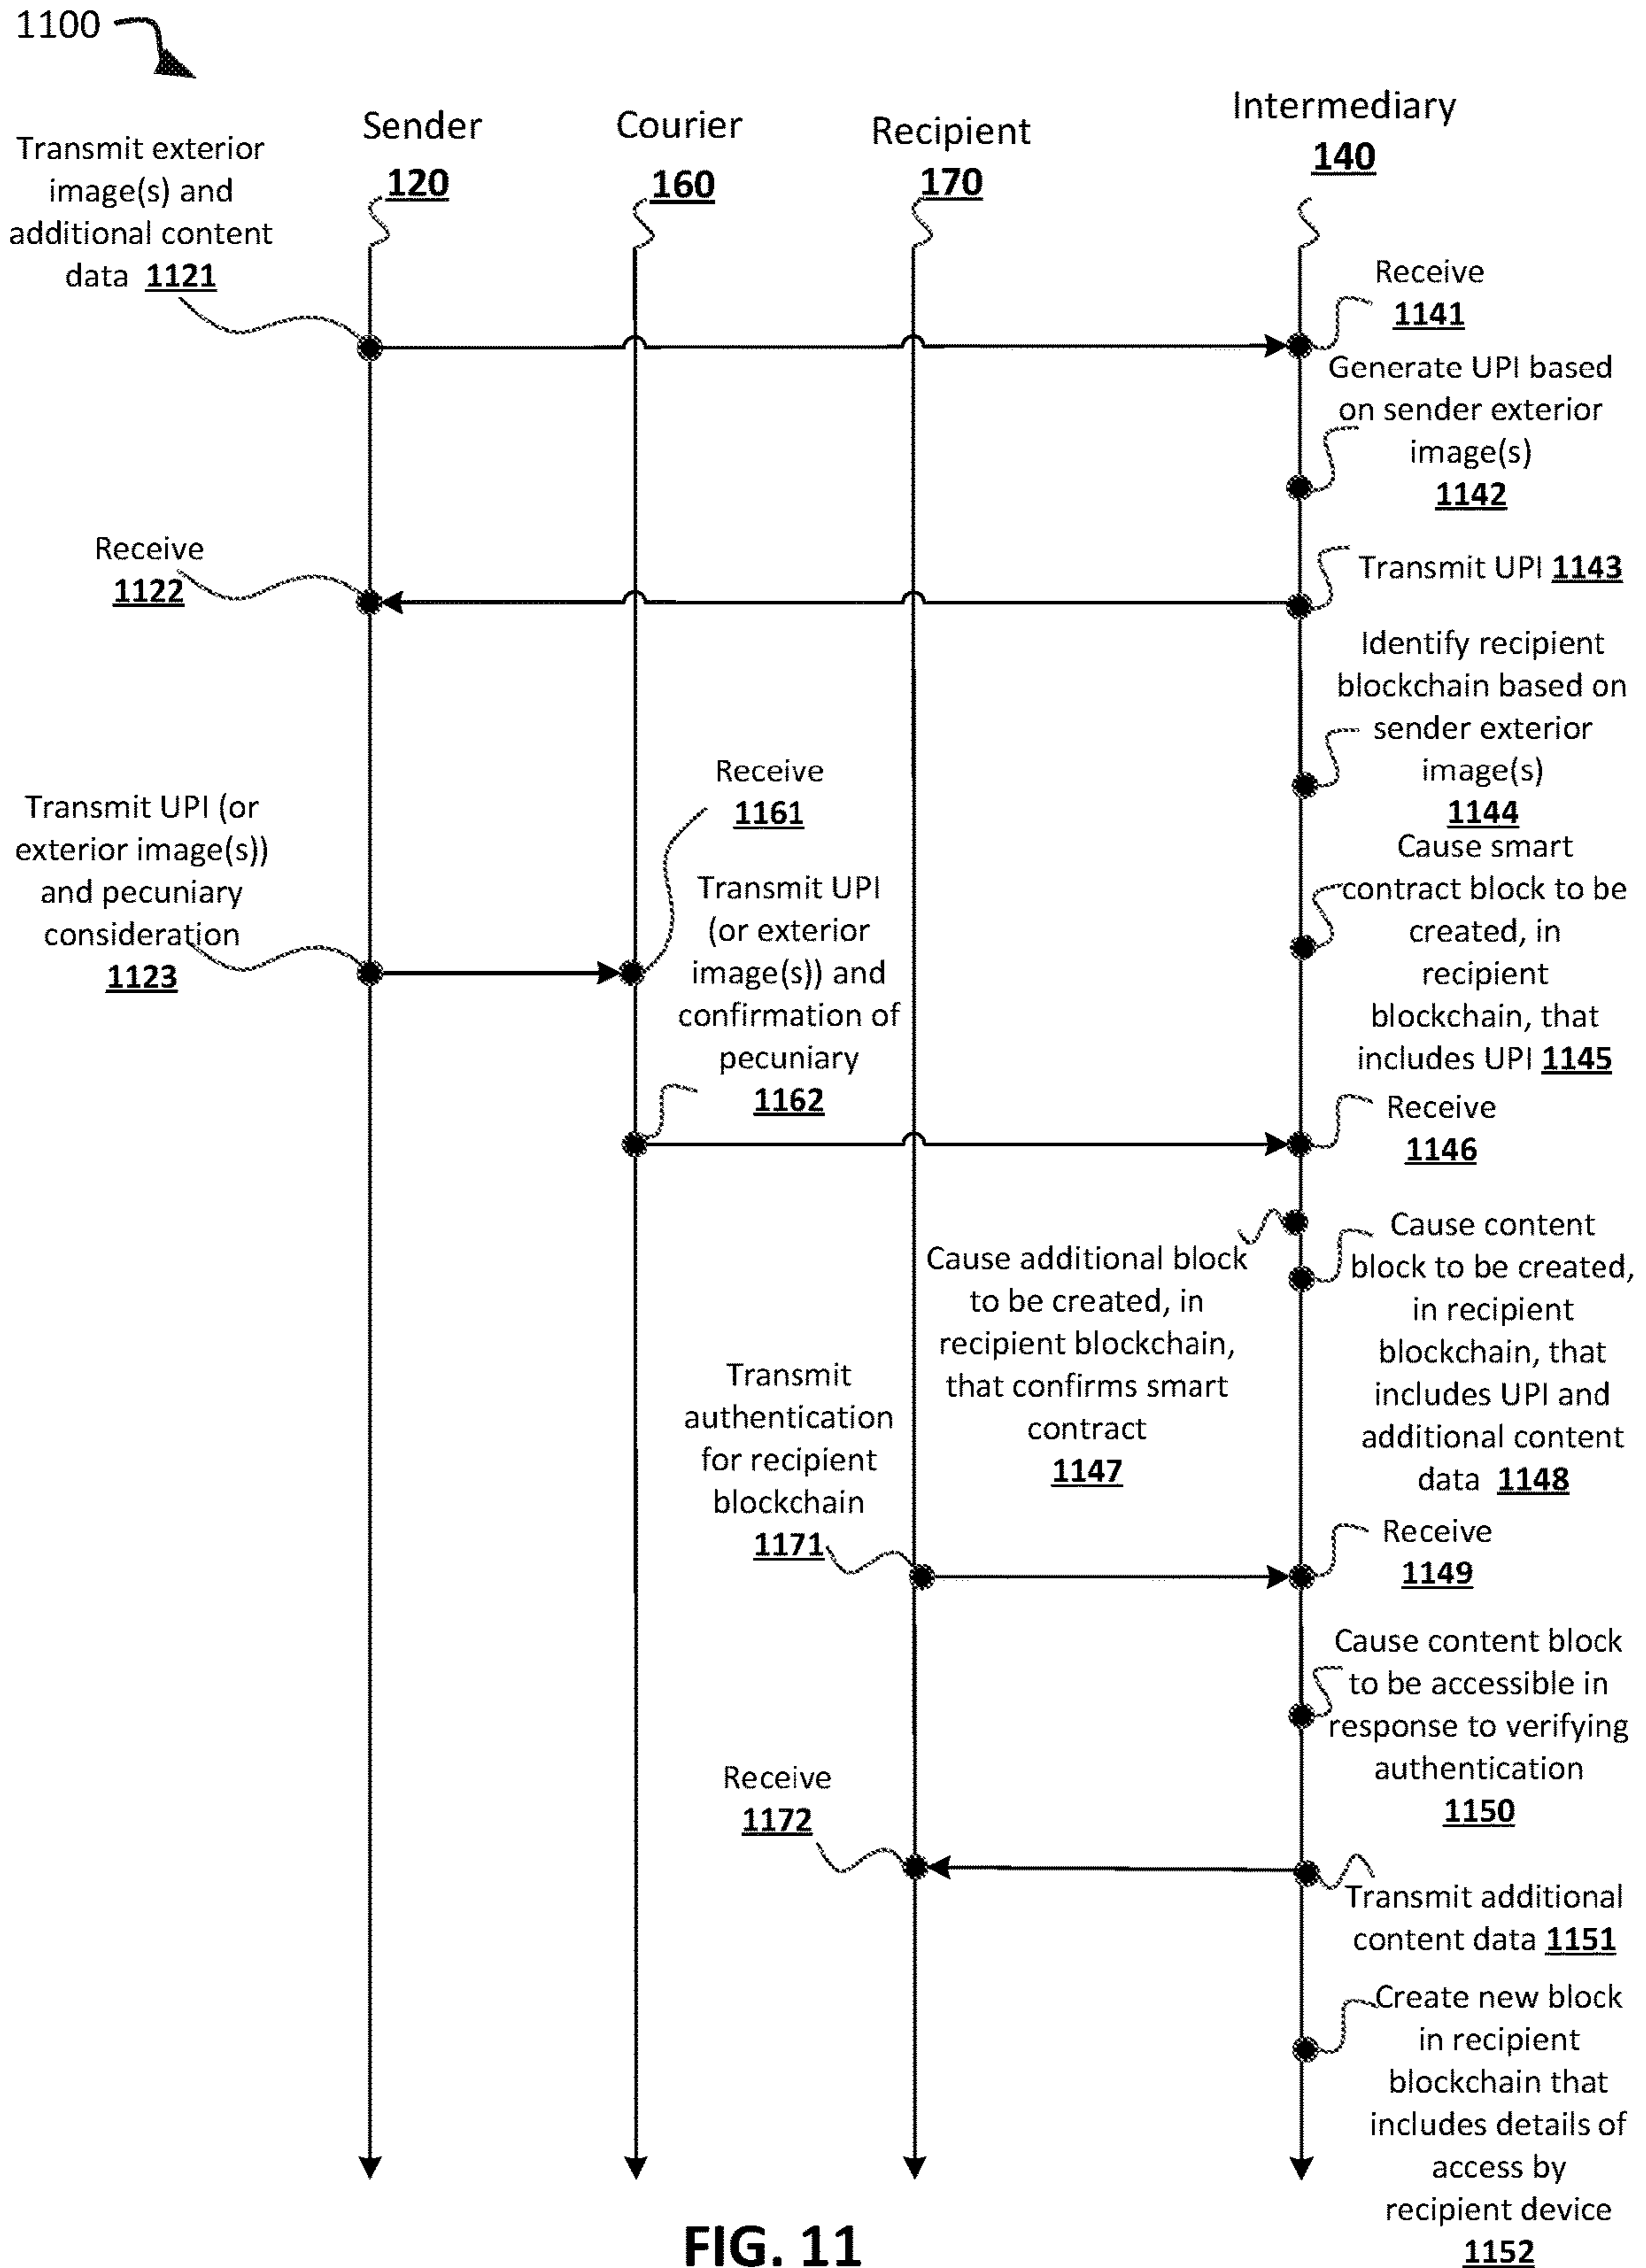 1100
Sender
120
Courier
160
Recipient
170
Intermediary
140
Transmit exterior
image(s) and
additional content
data 1121
Receive
1141
Generate UPI based
on sender exterior
image(s)
1142
Receive
1122
Transmit UPI 1143
Identify recipient
blockchain based on
sender exterior
image(s)
1144
Transmit UPI (or
exterior image(s))
and pecuniary
consideration
1123
Receive
1161
Cause smart
contract block to be
created, in
recipient
blockchain, that
includes UPI 1145
Transmit UPI
(or exterior
image(s)) and
confirmation of
pecuniary
1162
Receive
1146
Cause additional block
to be created, in
recipient blockchain,
that confirms smart
contract
1147
Cause content
block to be created,
in recipient
blockchain, that
includes UPI and
additional content
data 1148
Transmit
authentication
for recipient
blockchain
1171
Receive
1149
Cause content block
to be accessible in
response to verifying
authentication
1150
Receive
1172
Transmit additional
content data 1151
Create new block
in recipient
blockchain that
includes details of
access by
recipient device
1152
FIG. 11